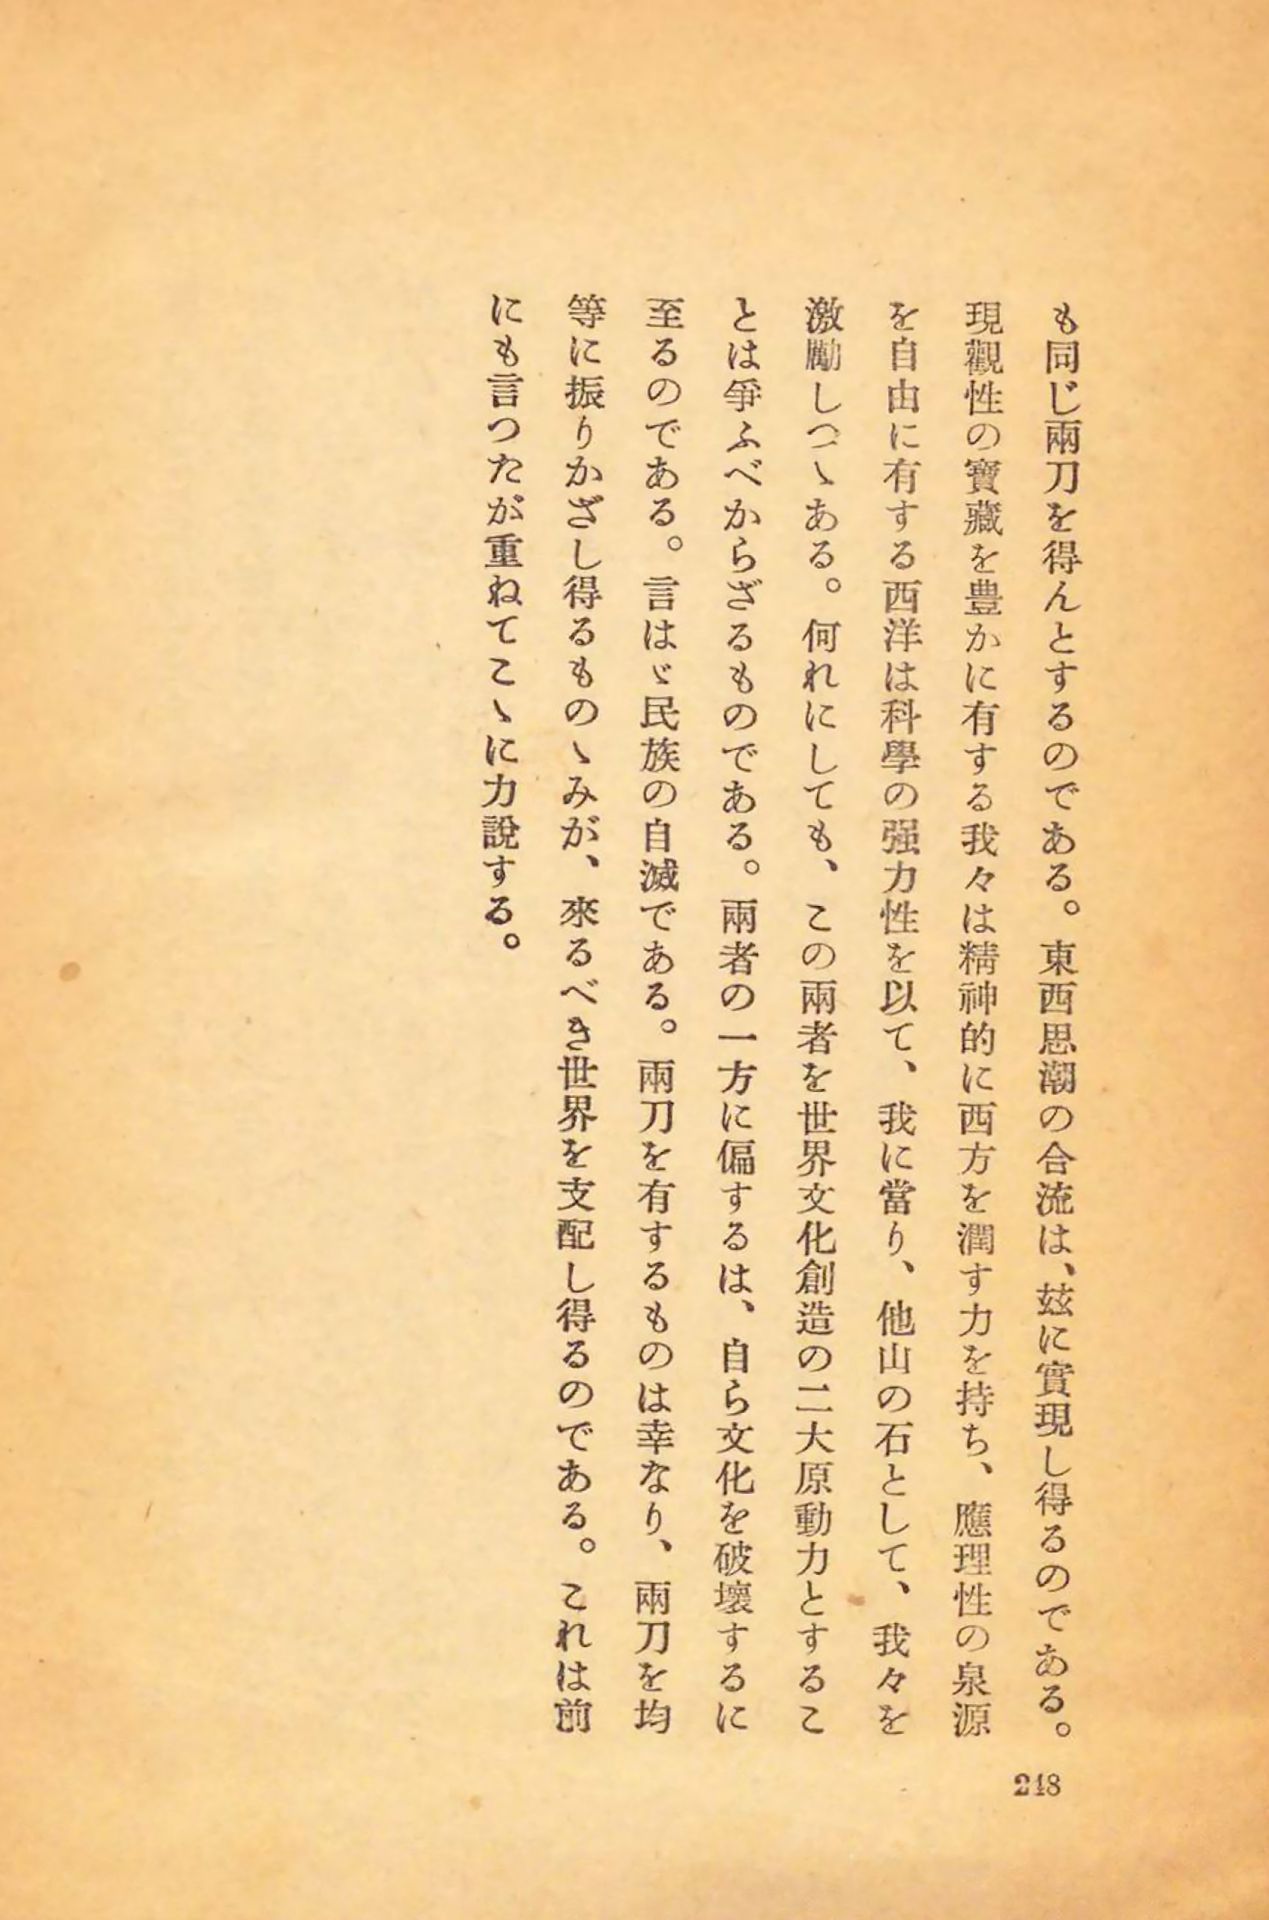 も同じ兩刀を得んとするのである。東西思潮の合流は、玆に實現し得るのである。
現觀性の寶藏を豊かに有する我々は精神的に西方を潤す力を持ち、應理性の泉源
を自由に有する西洋は科學の强力性を以て、我に當り、他山の石として、我々を
激勵しつゝある。何れにしても、この兩者を世界文化創造の二大原動力とするこ
とは爭ふべからざるものである。兩者の一方に偏するは、自ら文化を破壞するに
至るのである。言はゞ民族の自滅である。兩刀を有するものは幸なり、兩刀を均
等に振りかざし得るものゝみが、來るべき世界を支配し得るのである。これは前
にも言つたが重ねてこゝに力說する。
248